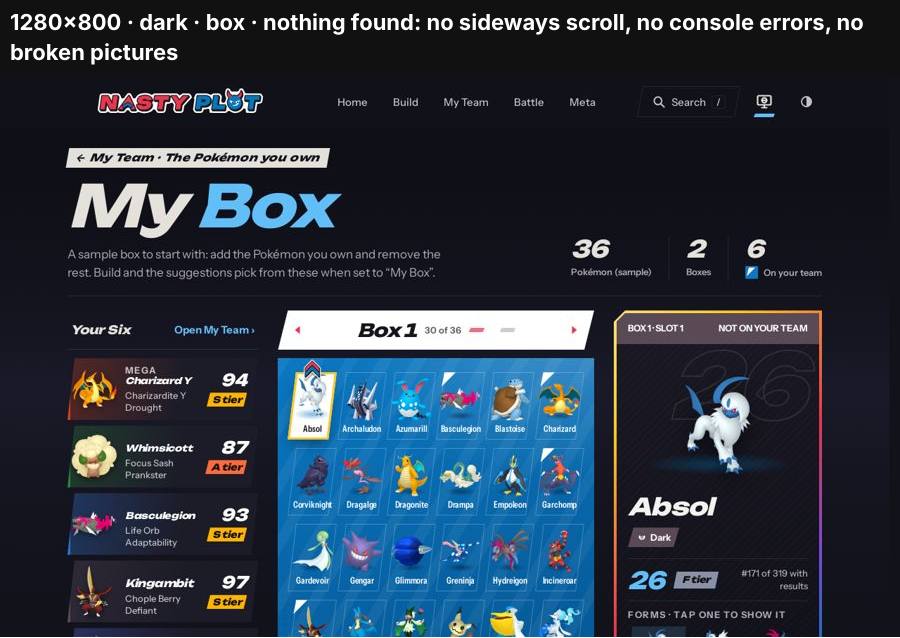 1280×800 · dark · box · nothing found: no sideways scroll, no console errors, no
broken pictures
NASTY PLOT
Home
Build
My Team
Battle
Meta
Search /
← My Team · The Pokémon you own
My Box
A sample box to start with: add the Pokémon you own and remove the
rest. Build and the suggestions pick from these when set to “My Box”.
36
Pokémon (sample)
2
Boxes
6
On your team
Your Six
Open My Team ›
MEGA
Charizard Y
Charizardite Y
Drought
94
S tier
Whimsicott
Focus Sash
Prankster
87
A tier
Basculegion
Life Orb
Adaptability
93
S tier
Kingambit
Chople Berry
Defiant
97
S tier
Box 1
30 of 36
Absol
Archaludon
Azumarill
Basculegion
Blastoise
Charizard
Corviknight
Dragalge
Dragonite
Drampa
Empoleon
Garchomp
Gardevoir
Gengar
Glimmora
Greninja
Hydreigon
Incineroar
BOX 1 · SLOT 1
NOT ON YOUR TEAM
26
Absol
Dark
26
F tier
#171 of 319 with
results
FORMS · TAP ONE TO SHOW IT